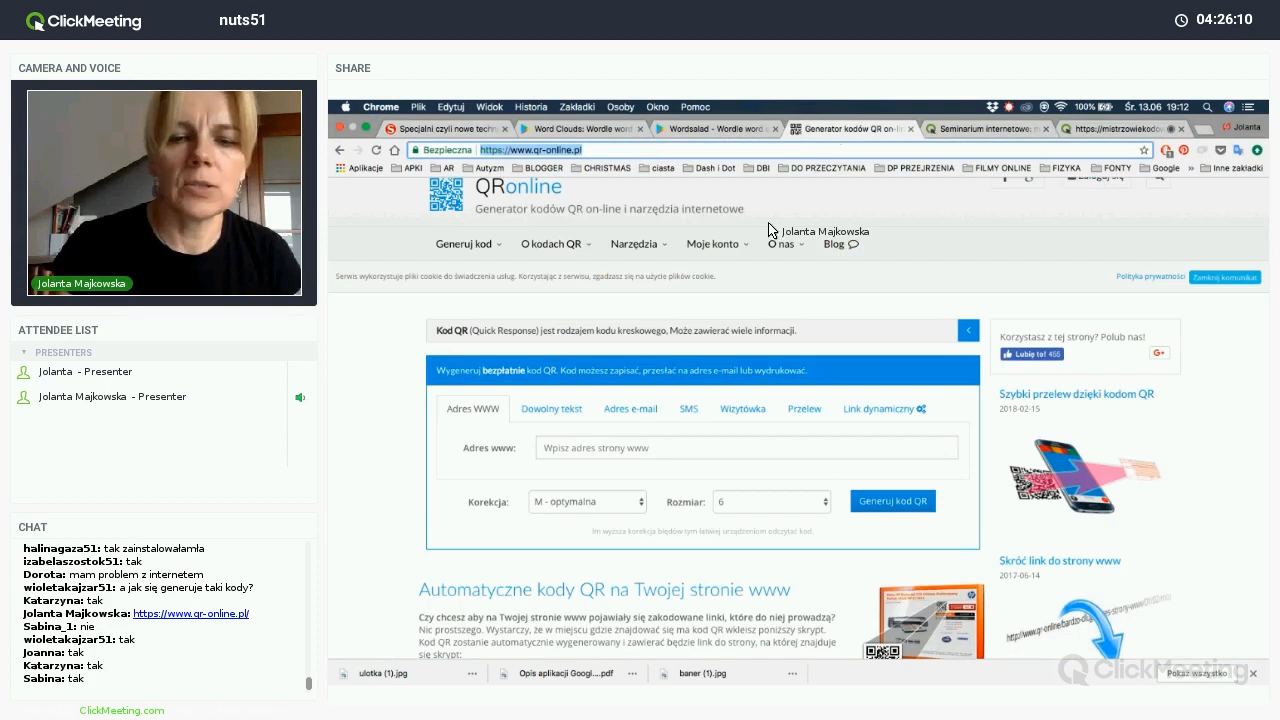 ClickMeeting
nuts51
04:26:10
CAMERA AND VOICE
Jolanta Majkowska
ATTENDEE LIST
PRESENTERS
Jolanta - Presenter
Jolanta Majkowska - Presenter
CHAT
halinagaza51: tak zainstalowałamła
izabelaszostok51: tak
Dorota: mam problem z internetem
wioletakajzar51: a jak się generuje taki kody?
Katarzyna: tak
Jolanta Majkowska: https://www.qr-online.pl/
Sabina_1: nie
wioletakajzar51: tak
Joanna: tak
Katarzyna: tak
Sabina: tak
ClickMeeting.com
SHARE
Chrome Plik Edytuj Widok Historia Zakładki Osoby Okno Pomoc 100% Śr. 13.06 19:12
Specjalni czyli nowe techn Word Clouds: Wordle word Wordsalad - Wordle word Generator kodów QR on-li Seminarium internetowe: https://mistrzowiekodow Jolanta
Bezpieczna https://www.qr-online.pl
Aplikacje APKI AR Autyzm BLOGGER CHRISTMAS ciasta Dash i Dot DBI DO PRZECZYTANIA DP PRZEJRZENIA FILMY ONLINE FIZYKA FONTY Google » Inne zakładki
QRonline
Generator kodów QR on-line i narzędzia internetowe
Jolanta Majkowska
Generuj kod O kodach QR Narzędzia Moje konto O nas Blog
Serwis wykorzystuje pliki cookie do świadczenia usług. Korzystając z serwisu, zgadzasz się na użycie plików cookie.
Polityka prywatności Zamknij komunikat
Kod QR (Quick Response) jest rodzajem kodu kreskowego. Może zawierać wiele informacji.
Wygeneruj bezpłatnie kod QR. Kod możesz zapisać, przesłać na adres e-mail lub wydrukować.
Adres WWW Dowolny tekst Adres e-mail SMS Wizytówka Przelew Link dynamiczny
Adres www: Wpisz adres strony www
Korekcja: M - optymalna Rozmiar: 6 Generuj kod QR
Im wyższa korekcja błędów tym łatwiej urządzeniom odczytać kod.
Automatyczne kody QR na Twojej stronie www
Czy chcesz aby na Twojej stronie www pojawiały się zakodowane linki, które do niej prowadzą?
Nic prostszego. Wystarczy, że w miejscu gdzie znajdować się ma kod QR wkleisz poniższy skrypt.
Kod QR zostanie automatycznie wygenerowany i zawierać będzie link do strony, na której znajduje
się skrypt:
Korzystasz z tej strony? Polub nas!
Lubię to! 455 G+
Szybki przelew dzięki kodom QR
2018-02-15
Skróć link do strony www
2017-06-14
ulotka (1).jpg Opis aplikacji Googl....pdf baner (1).jpg Pokaż wszystko
ClickMeeting